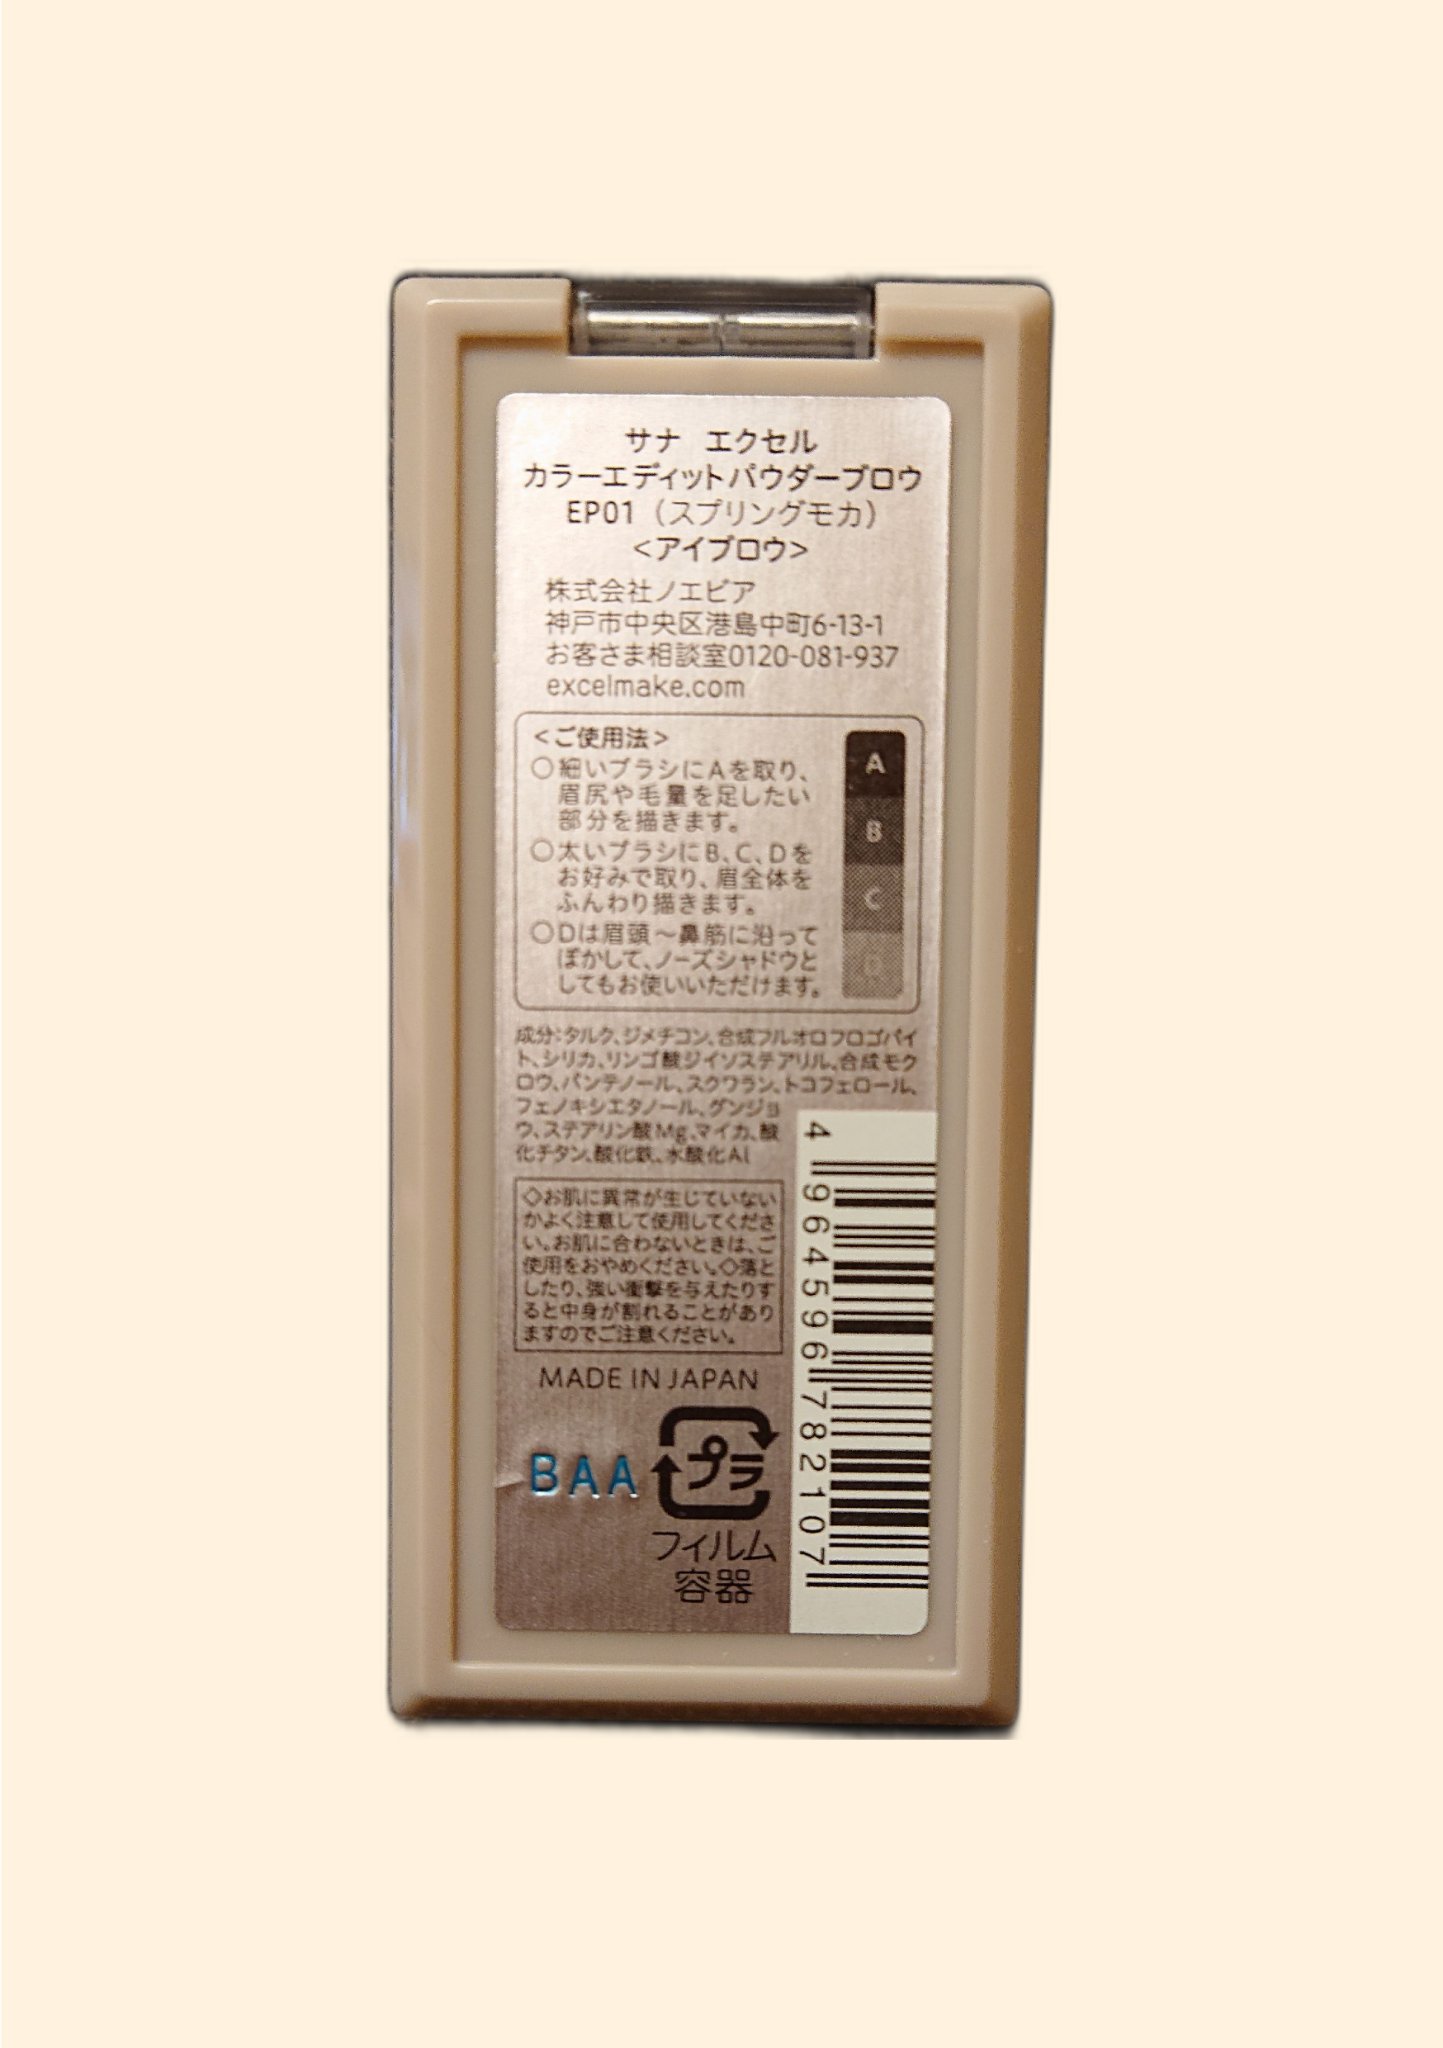 サナ エクセル
カラーエディットパウダーブロウ
EP01（スプリングモカ）
<アイブロウ>
株式会社ノエビア
神戸市中央区港島中町6-13-1
お客さま相談室0120-081-937
excelmake.com
<ご使用法>
○細いブラシにAを取り、
眉尻や毛量を足したい
部分を描きます。
○太いブラシにB、C、Dを
お好みで取り、眉全体を
ふんわり描きます。
○Dは眉頭～鼻筋に沿って
ぼかして、ノーズシャドウと
してもお使いいただけます。
A
B
C
D
成分:タルク、ジメチコン、合成フルオロフロゴパイ
ト、シリカ、リンゴ酸ジイソステアリル、合成モク
ロウ、パンテノール、スクワラン、トコフェロール、
フェノキシエタノール、グンジョ
ウ、ステアリン酸Mg、マイカ、酸
化チタン、酸化鉄、水酸化Al
◇お肌に異常が生じていない
かよく注意して使用してくださ
い。お肌に合わないときは、ご
使用をおやめください。◇落と
したり、強い衝撃を与えたりす
ると中身が割れることがあり
ますのでご注意ください。
MADE IN JAPAN
BAA
プラ
フィルム
容器
4964596782107